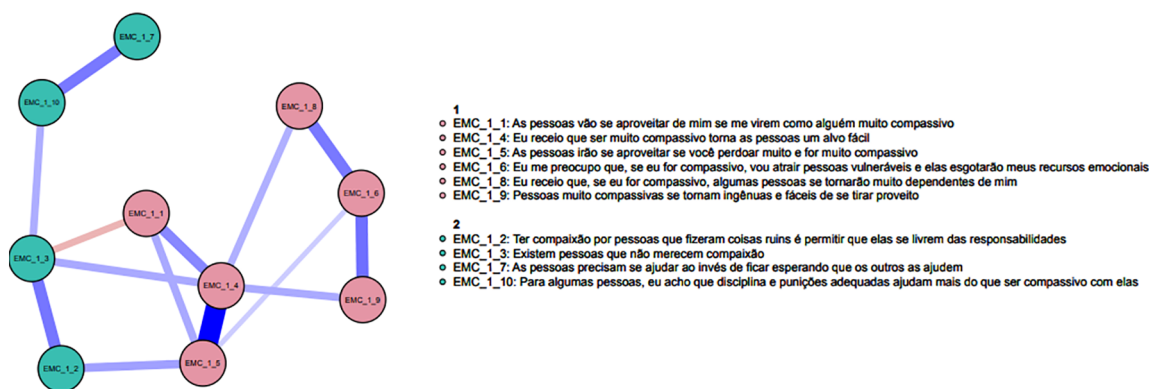 EMC_1_7
EMC_1_10
EMC_1_8
EMC_1_6
EMC_1_1
EMC_1_3
EMC_1_4
EMC_1_9
EMC_1_5
EMC_1_2
1
EMC_1_1: As pessoas vão se aproveitar de mim se me virem como alguém muito compassivo
EMC_1_4: Eu receio que ser muito compassivo torna as pessoas um alvo fácil
EMC_1_5: As pessoas irão se aproveitar se você perdoar muito e for muito compassivo
EMC_1_6: Eu me preocupo que, se eu for compassivo, vou atrair pessoas vulneráveis e elas esgotarão meus recursos emocionais
EMC_1_8: Eu receio que, se eu for compassivo, algumas pessoas se tornarão muito dependentes de mim
EMC_1_9: Pessoas muito compassivas se tornam ingênuas e fáceis de se tirar proveito
2
EMC_1_2: Ter compaixão por pessoas que fizeram coisas ruins é permitir que elas se livrem das responsabilidades
EMC_1_3: Existem pessoas que não merecem compaixão
EMC_1_7: As pessoas precisam se ajudar ao invés de ficar esperando que os outros as ajudem
EMC_1_10: Para algumas pessoas, eu acho que disciplina e punições adequadas ajudam mais do que ser compassivo com elas